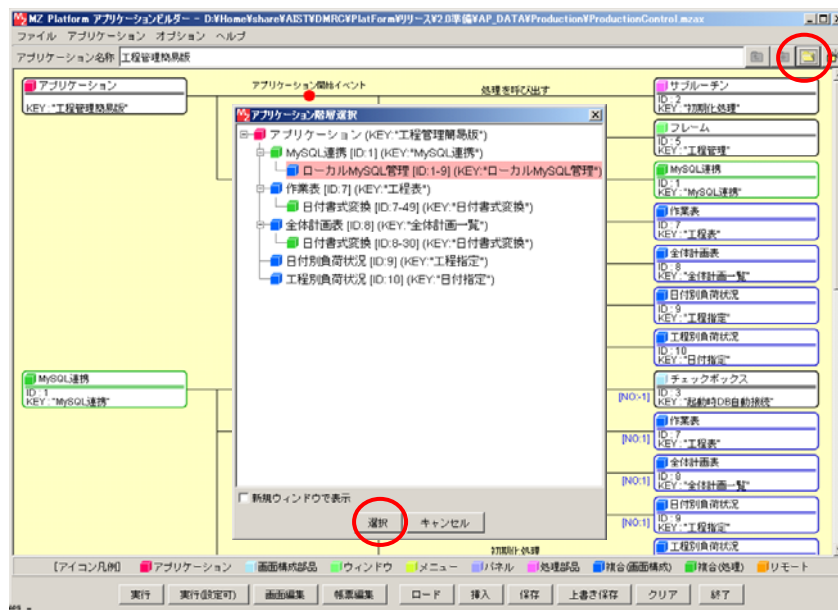 MZ Platform アプリケーションビルダー - D:¥Home¥share¥AIST¥DMRC¥PlatForm¥リリース¥2.0準備¥AP_DATA¥Production¥ProductionControl.mzax
ファイル アプリケーション オプション ヘルプ
アプリケーション名称 工程管理簡易版
アプリケーション
KEY:"工程管理簡易版"
アプリケーション開始イベント
処理を呼び出す
サブルーチン
ID:2
KEY:"初期化処理"
フレーム
ID:5
KEY:"工程管理"
MySQL連携
ID:1
KEY:"MySQL連携"
作業表
ID:7
KEY:"工程表"
全体計画表
ID:8
KEY:"全体計画一覧"
日付別負荷状況
ID:9
KEY:"工程指定"
工程別負荷状況
ID:10
KEY:"日付指定"
アプリケーション階層選択
アプリケーション (KEY:"工程管理簡易版")
MySQL連携 [ID:1] (KEY:"MySQL連携")
ローカルMySQL管理 [ID:1-9] (KEY:"ローカルMySQL管理")
作業表 [ID:7] (KEY:"工程表")
日付書式変換 [ID:7-49] (KEY:"日付書式変換")
全体計画表 [ID:8] (KEY:"全体計画一覧")
日付書式変換 [ID:8-30] (KEY:"日付書式変換")
日付別負荷状況 [ID:9] (KEY:"工程指定")
工程別負荷状況 [ID:10] (KEY:"日付指定")
新規ウィンドウで表示
選択 キャンセル
MySQL連携
ID:1
KEY:"MySQL連携"
チェックボックス
[NO:-1] ID:3
KEY:"起動時DB自動接続"
作業表
[NO:1] ID:7
KEY:"工程表"
全体計画表
[NO:1] ID:8
KEY:"全体計画一覧"
日付別負荷状況
[NO:1] ID:9
KEY:"工程指定"
初期化処理
工程別負荷状況
[アイコン凡例] アプリケーション 画面構成部品 ウィンドウ メニュー パネル 処理部品 複合(画面構成) 複合(処理) リモート
実行 実行(設定可) 画面編集 帳票編集 ロード 挿入 保存 上書き保存 クリア 終了